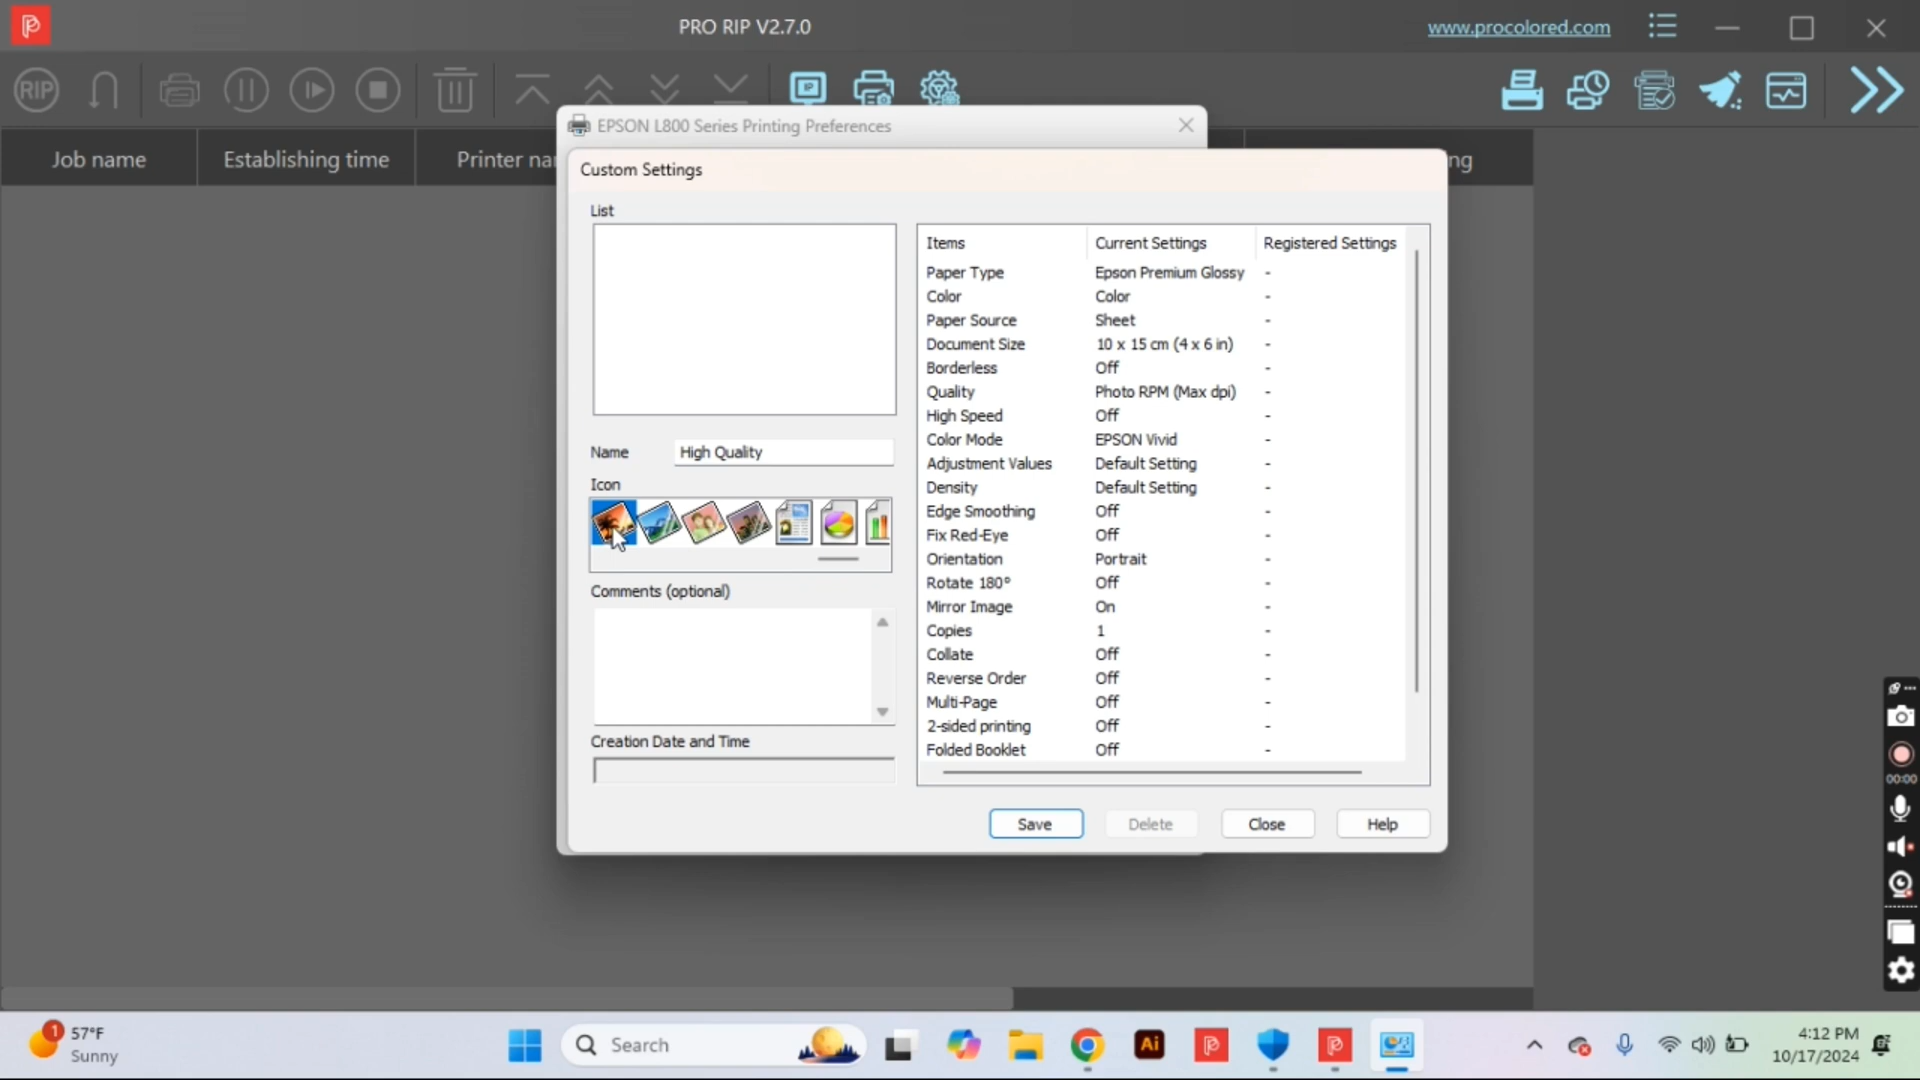 PRO RIP V2.7.0
www.procolored.com
RIP
IP
EPSON L800 Series Printing Preferences
Job name
Establishing time
Printer na
ng
Custom Settings
List
Items Current Settings Registered Settings
Paper Type Epson Premium Glossy -
Color Color -
Paper Source Sheet -
Document Size 10 x 15 cm (4 x 6 in) -
Borderless Off -
Quality Photo RPM (Max dpi) -
High Speed Off -
Color Mode EPSON Vivid -
Adjustment Values Default Setting -
Density Default Setting -
Edge Smoothing Off -
Fix Red-Eye Off -
Orientation Portrait -
Rotate 180° Off -
Mirror Image On -
Copies 1 -
Collate Off -
Reverse Order Off -
Multi-Page Off -
2-sided printing Off -
Folded Booklet Off -
Name High Quality
Icon
Comments (optional)
Creation Date and Time
Save
Delete
Close
Help
00:00
1
57°F
Sunny
Search
Ai
4:12 PM
10/17/2024